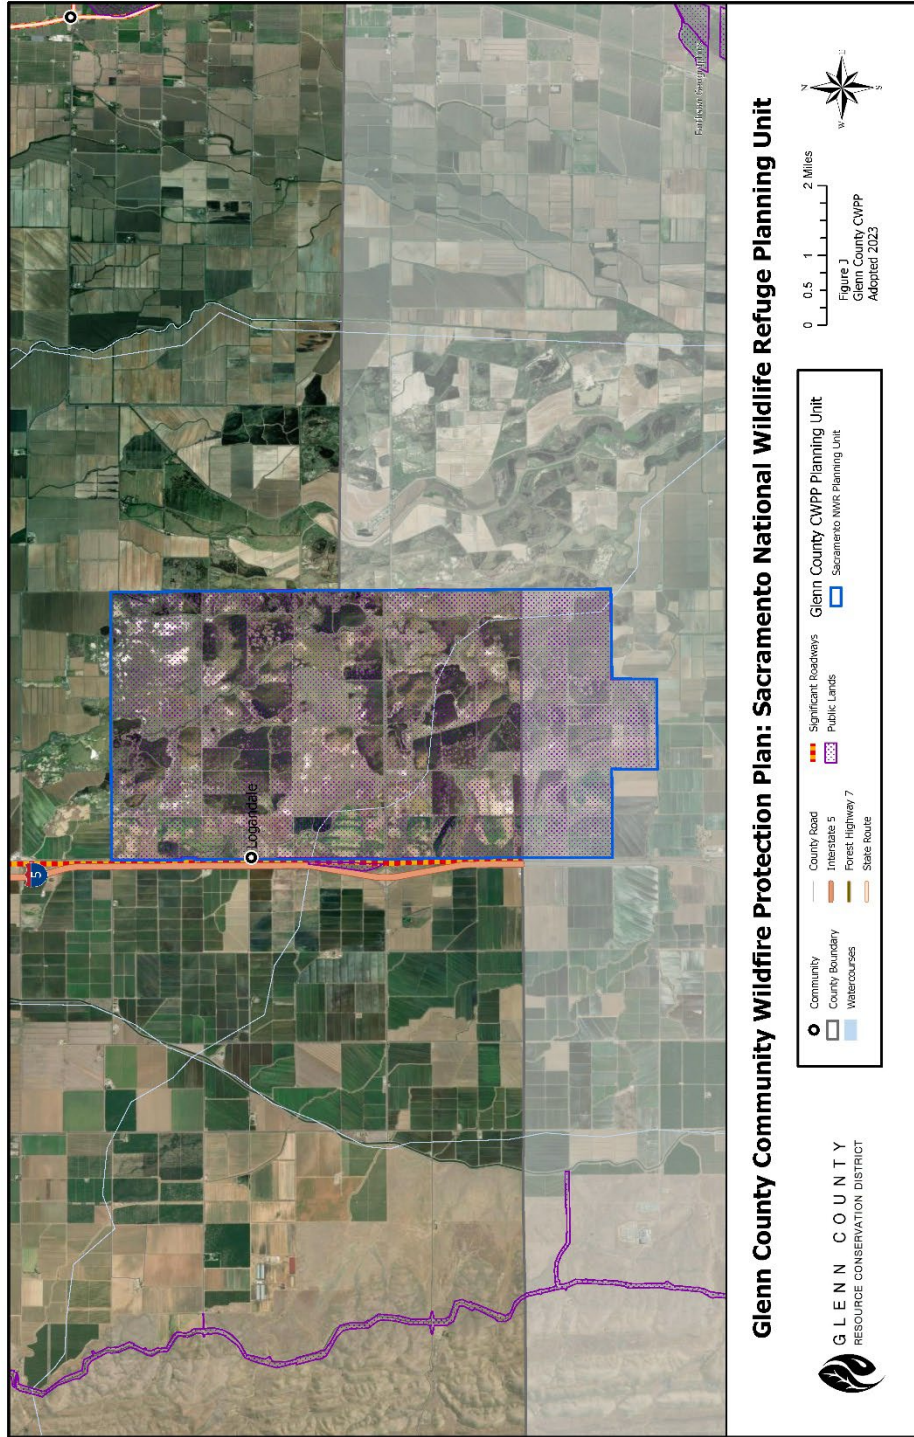 5
Logandale
Glenn County Community Wildfire Protection Plan: Sacramento National Wildlife Refuge Planning Unit
GLENN COUNTY
RESOURCE CONSERVATION DISTRICT
Community
County Boundary
Watercourses
County Road
Interstate 5
Forest Highway 7
State Route
Significant Roadways
Public Lands
Glenn County CWPP Planning Unit
Sacramento NWR Planning Unit
0 0.5 1 2 Miles
Figure J
Glenn County CWPP
Adopted 2023
N
E
S
W